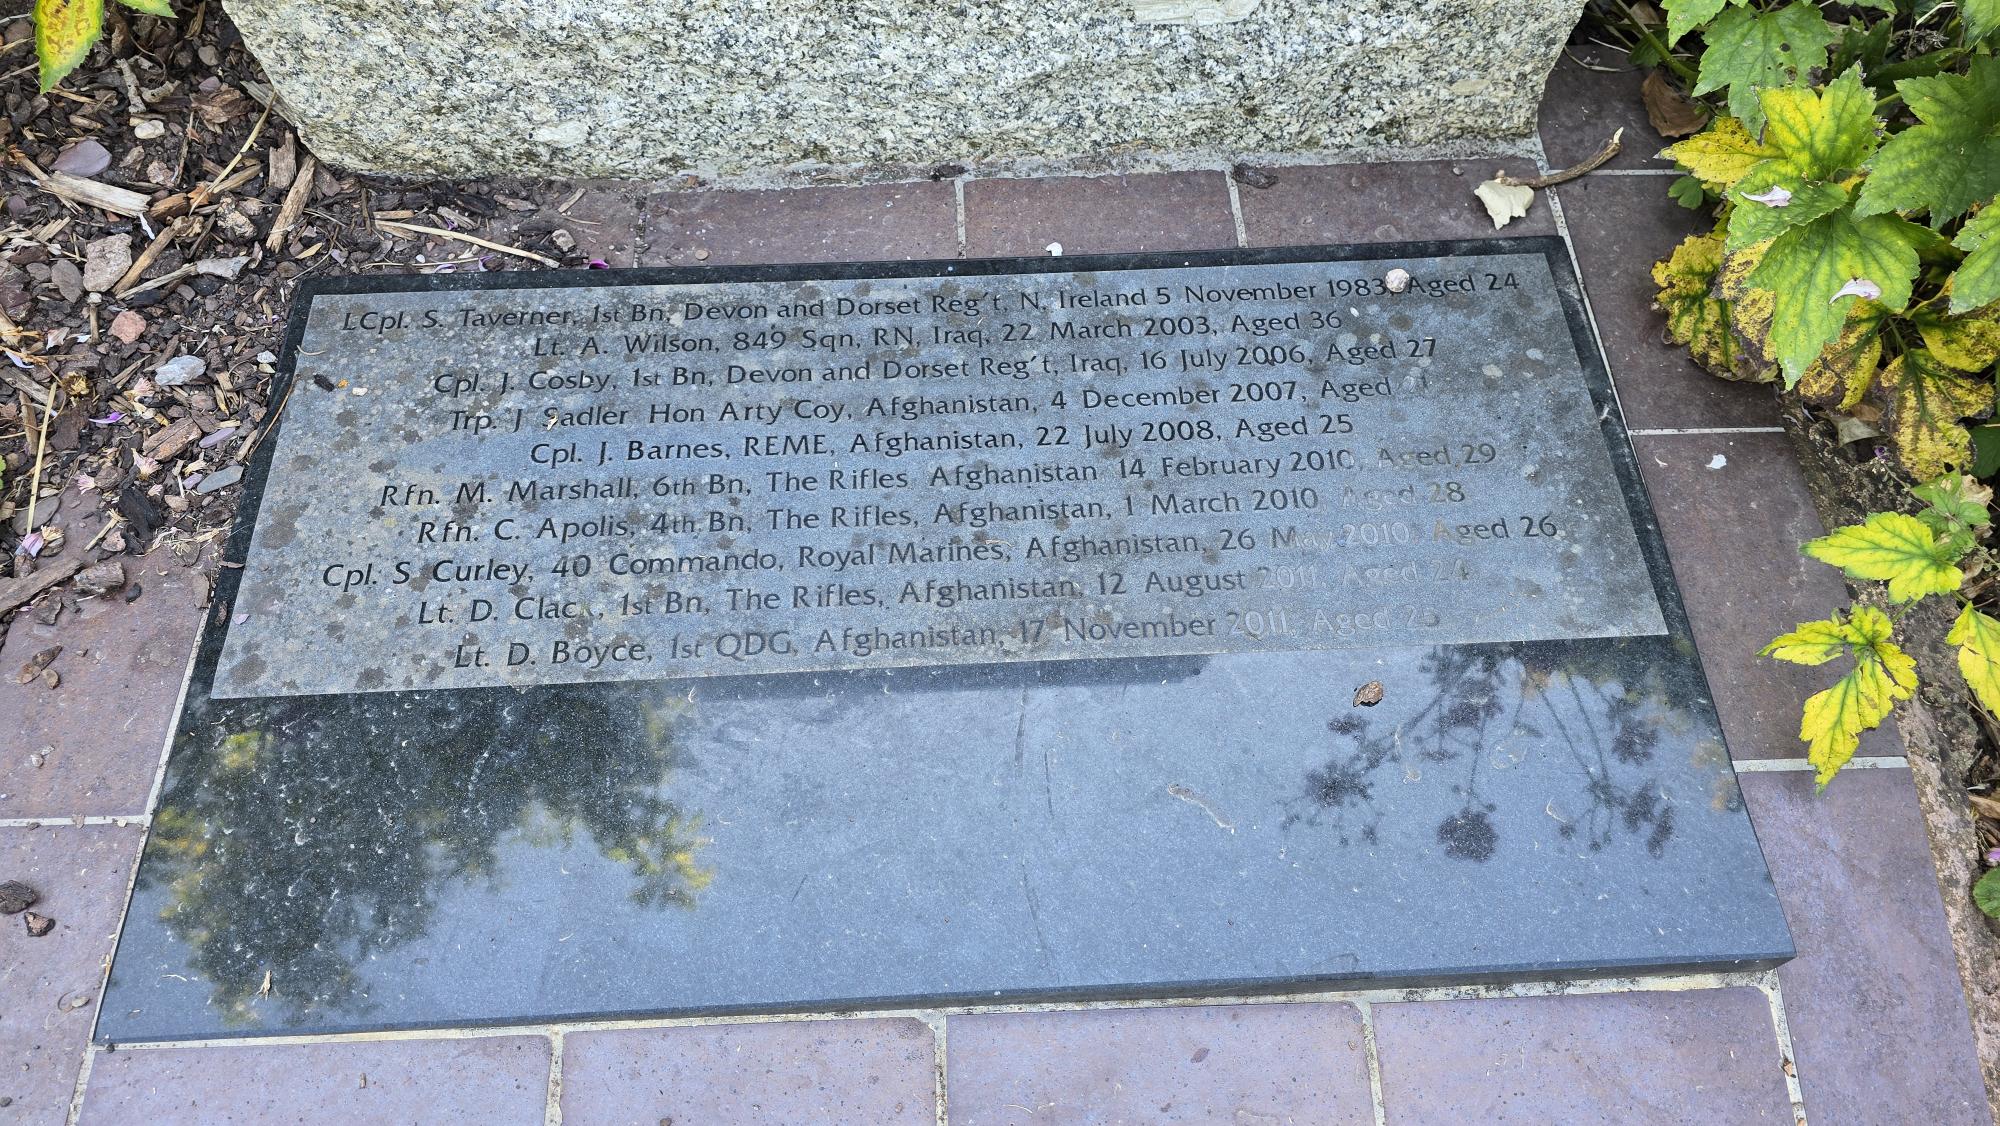 LCpl. S. Taverner, 1st Bn, Devon and Dorset Reg't, N. Ireland 5 November 1983, Aged 24
Lt. A. Wilson, 849 Sqn, RN, Iraq, 22 March 2003, Aged 36
Cpl. J. Cosby, 1st Bn, Devon and Dorset Reg't, Iraq, 16 July 2006, Aged 27
Trp. J Sadler Hon Arty Coy, Afghanistan, 4 December 2007, Aged 21
Cpl. J. Barnes, REME, Afghanistan, 22 July 2008, Aged 25
Rfn. M. Marshall, 6th Bn, The Rifles Afghanistan 14 February 2010, Aged 29
Rfn. C. Apolis, 4th Bn, The Rifles, Afghanistan, 1 March 2010, Aged 28
Cpl. S Curley, 40 Commando, Royal Marines, Afghanistan, 26 May 2010, Aged 26
Lt. D. Clack, 1st Bn, The Rifles, Afghanistan, 12 August 2011, Aged 24
Lt. D. Boyce, 1st QDG, Afghanistan, 17 November 2011, Aged 25